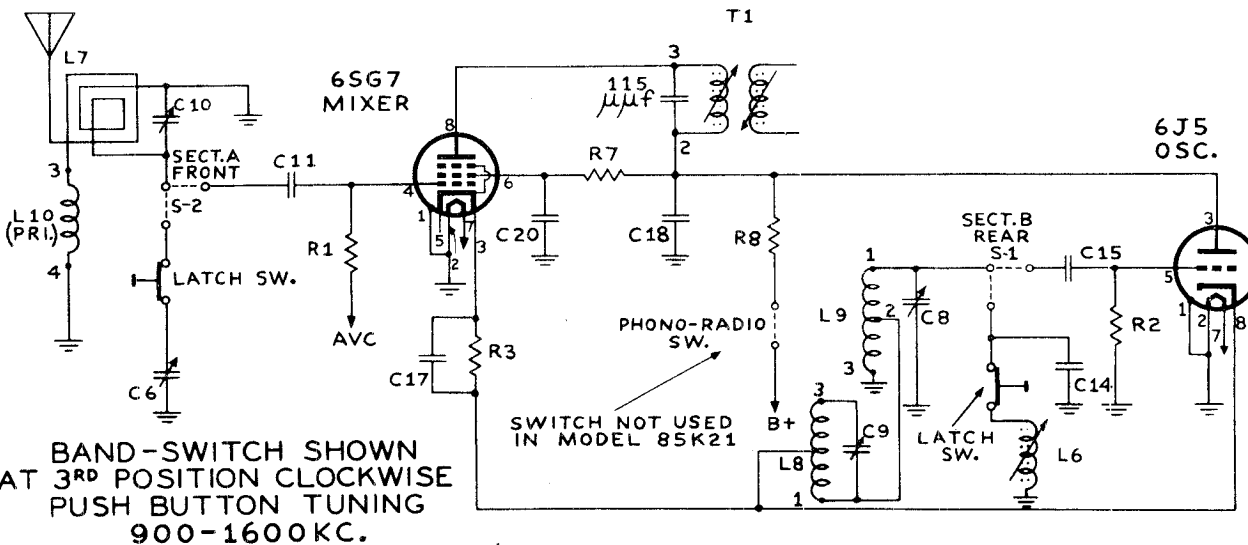 T1
L7
6SG7
MIXER
3
115
μμf
C10
8
2
6J5
OSC.
SECT.A
FRONT
C11
R7
3
4
6
S-2
L10
(PRI.)
4
R1
1
5
2
7
3
C20
C18
R8
SECT.B
REAR
S-1
C15
3
5
LATCH SW.
1
L9
2
C8
R2
1
2
7
8
AVC
R3
PHONO-RADIO
SW.
3
C6
C17
C14
SWITCH NOT USED
IN MODEL 85K21
B+
3
C9
L8
1
LATCH
SW.
L6
BAND-SWITCH SHOWN
AT 3RD POSITION CLOCKWISE
PUSH BUTTON TUNING
900-1600KC.